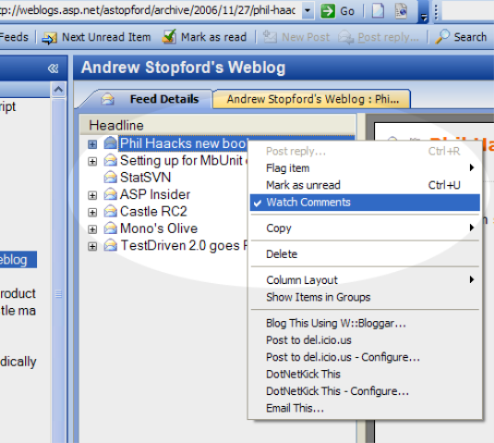 tp://weblogs.asp.net/astopford/archive/2006/11/27/phil-haac
Go
Feeds
Next Unread Item
Mark as read
New Post
Post reply...
Search
Andrew Stopford's Weblog
Feed Details
Andrew Stopford's Weblog : Phi...
Headline
Phil Haacks new boo
Setting up for MbUnit
StatSVN
ASP Insider
Castle RC2
Mono's Olive
TestDriven 2.0 goes
Post reply... Ctrl+R
Flag item
Mark as unread Ctrl+U
Watch Comments
Copy
Delete
Column Layout
Show Items in Groups
Blog This Using W::Bloggar...
Post to del.icio.us
Post to del.icio.us - Configure...
DotNetKick This
DotNetKick This - Configure...
Email This...
ript
eblog
roduct
tle ma
dically